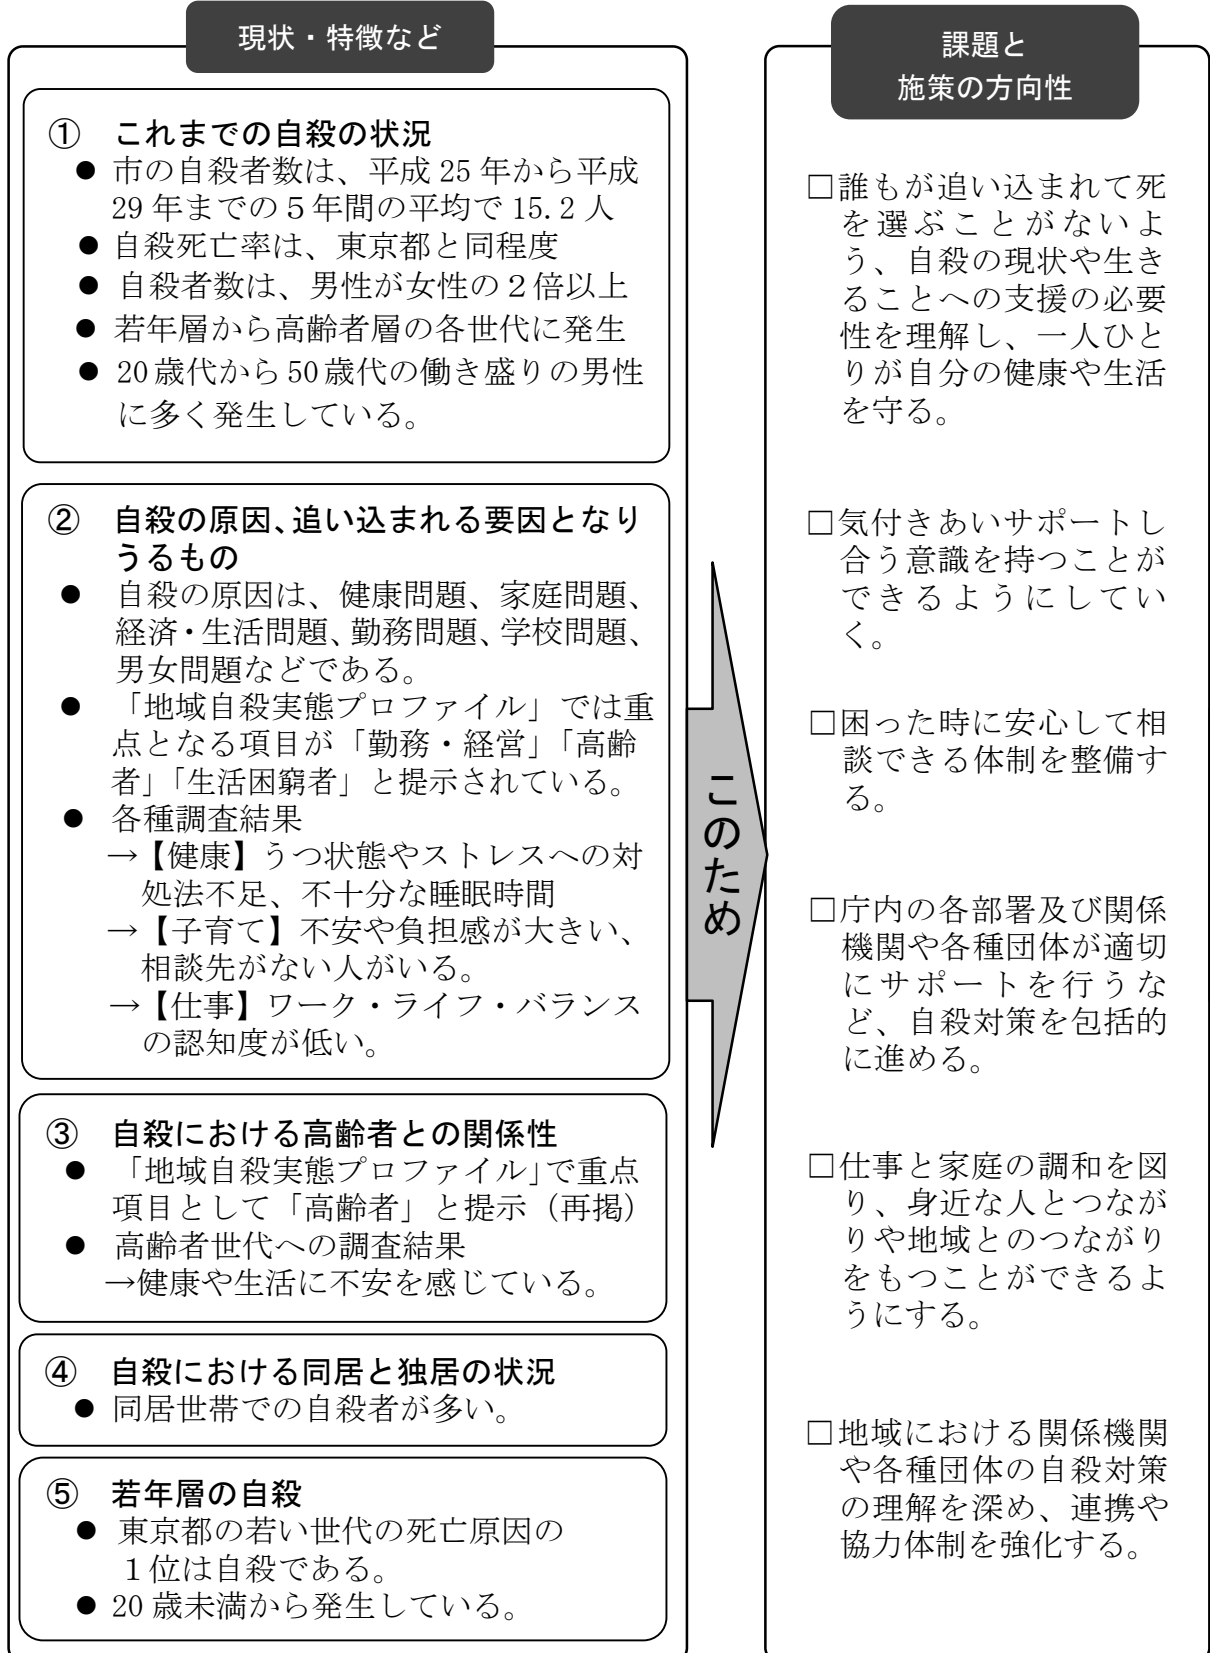 現状・特徴など
① これまでの自殺の状況
● 市の自殺者数は、平成 25 年から平成
29 年までの５年間の平均で 15.2 人
● 自殺死亡率は、東京都と同程度
● 自殺者数は、男性が女性の２倍以上
● 若年層から高齢者層の各世代に発生
● 20 歳代から 50 歳代の働き盛りの男性
に多く発生している。
② 自殺の原因、追い込まれる要因となり
うるもの
● 自殺の原因は、健康問題、家庭問題、
経済・生活問題、勤務問題、学校問題、
男女問題などである。
● 「地域自殺実態プロファイル」では重
点となる項目が「勤務・経営」「高齢
者」「生活困窮者」と提示されている。
● 各種調査結果
→【健康】うつ状態やストレスへの対
処法不足、不十分な睡眠時間
→【子育て】不安や負担感が大きい、
相談先がない人がいる。
→【仕事】ワーク・ライフ・バランス
の認知度が低い。
③ 自殺における高齢者との関係性
● 「地域自殺実態プロファイル」で重点
項目として「高齢者」と提示（再掲）
● 高齢者世代への調査結果
→健康や生活に不安を感じている。
④ 自殺における同居と独居の状況
● 同居世帯での自殺者が多い。
⑤ 若年層の自殺
● 東京都の若い世代の死亡原因の
１位は自殺である。
● 20 歳未満から発生している。
このため
課題と
施策の方向性
□誰もが追い込まれて死
を選ぶことがないよ
う、自殺の現状や生き
ることへの支援の必要
性を理解し、一人ひと
りが自分の健康や生活
を守る。
□気付きあいサポートし
合う意識を持つことが
できるようにしてい
く。
□困った時に安心して相
談できる体制を整備す
る。
□庁内の各部署及び関係
機関や各種団体が適切
にサポートを行うな
ど、自殺対策を包括的
に進める。
□仕事と家庭の調和を図
り、身近な人とつなが
りや地域とのつながり
をもつことができるよ
うにする。
□地域における関係機関
や各種団体の自殺対策
の理解を深め、連携や
協力体制を強化する。